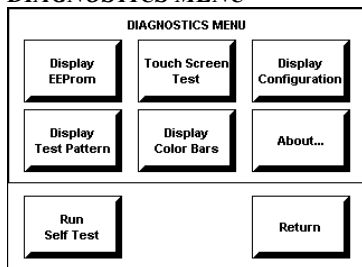 DIAGNOSTICS MENU
DIAGNOSTICS MENU
Display
EEProm
Touch Screen
Test
Display
Configuration
Display
Test Pattern
Display
Color Bars
About...
Run
Self Test
Return